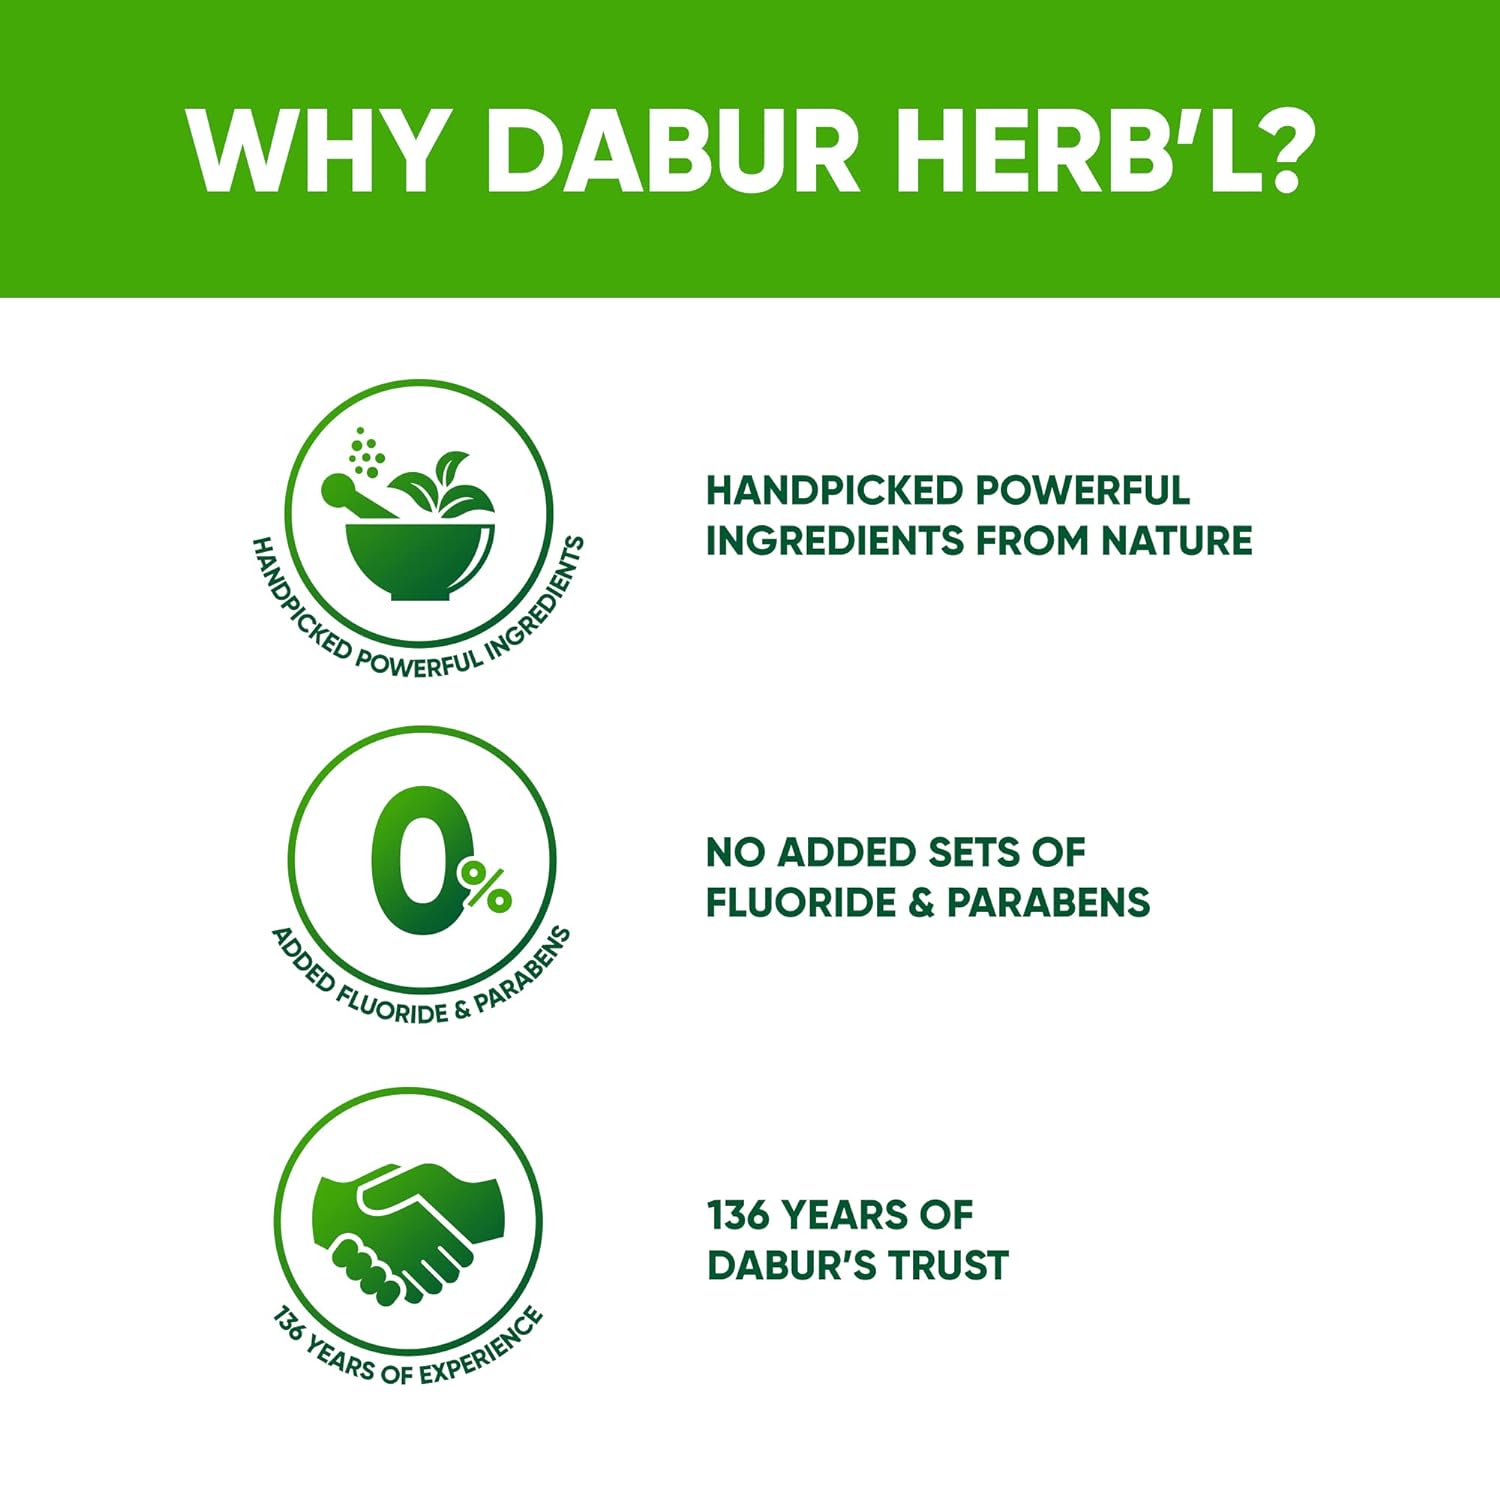 WHY DABUR HERB'L?
HANDPICKED POWERFUL INGREDIENTS
HANDPICKED POWERFUL
INGREDIENTS FROM NATURE
0%
ADDED FLUORIDE & PARABENS
NO ADDED SETS OF
FLUORIDE & PARABENS
136 YEARS OF EXPERIENCE
136 YEARS OF
DABUR'S TRUST